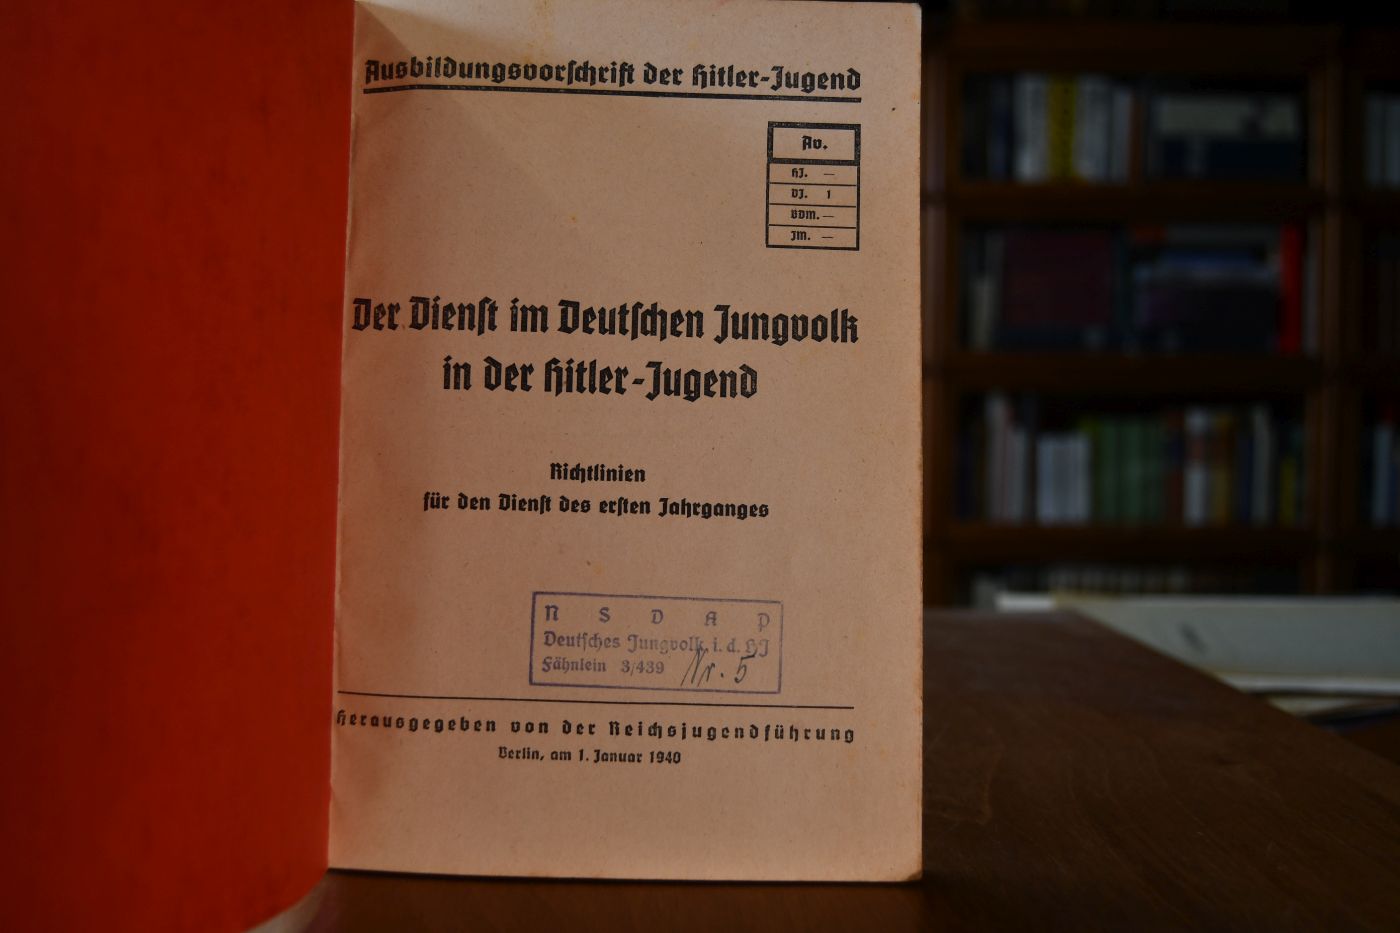 Ausbildungsvorschrift der Hitler-Jugend
Av.
HJ. —
DJ. 1
BDM. —
JM. —
Der Dienst im Deutschen Jungvolk
in der Hitler-Jugend
Richtlinien
für den Dienst des ersten Jahrganges
N S D A P
Deutsches Jungvolk i. d. HJ
Fähnlein 3/439 Nr. 5
Herausgegeben von der Reichsjugendführung
Berlin, am 1. Januar 1940